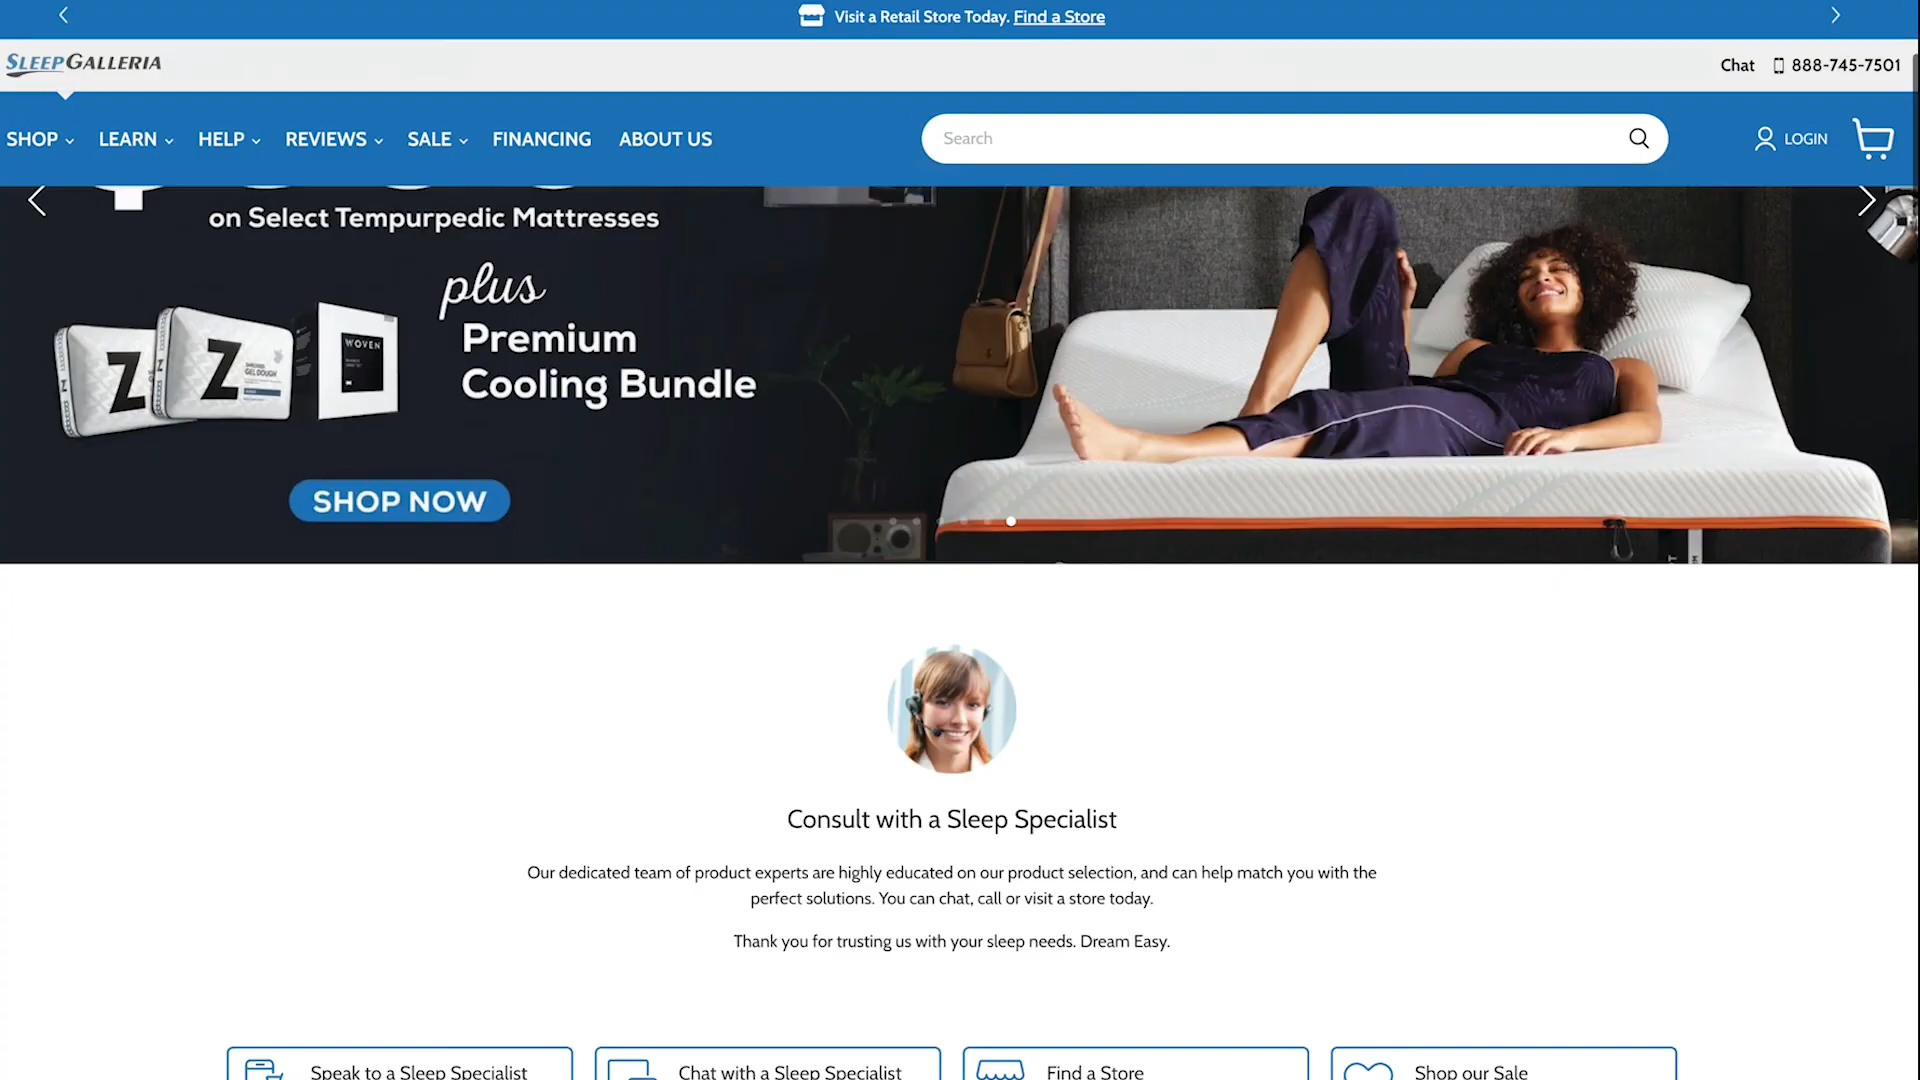 Visit a Retail Store Today. Find a Store
SLEEPGALLERIA
Chat 888-745-7501
SHOP LEARN HELP REVIEWS SALE FINANCING ABOUT US
Search
LOGIN
on Select Tempurpedic Mattresses
plus
Premium
Cooling Bundle
Z
Z
SHREDDED
GEL DOUGH
WOVEN
SHOP NOW
Consult with a Sleep Specialist
Our dedicated team of product experts are highly educated on our product selection, and can help match you with the
perfect solutions. You can chat, call or visit a store today.
Thank you for trusting us with your sleep needs. Dream Easy.
Speak to a Sleep Specialist
Chat with a Sleep Specialist
Find a Store
Shop our Sale